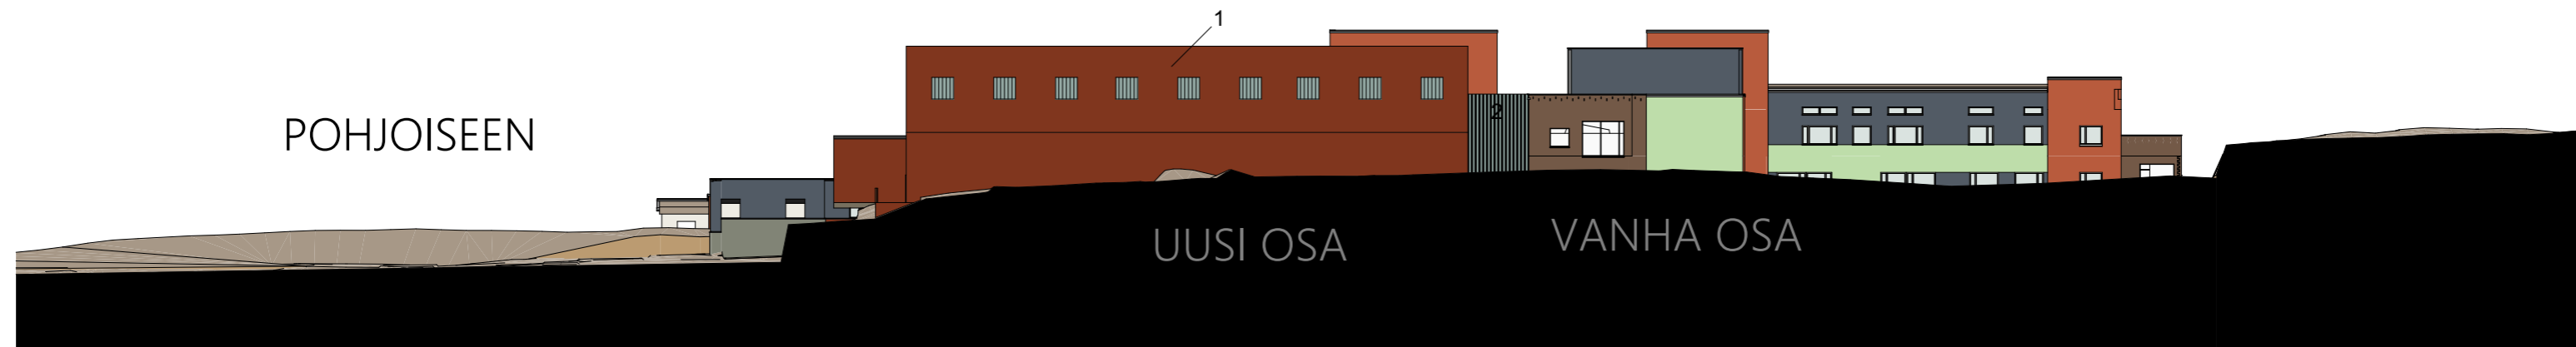 1
2
POHJOISEEN
UUSI OSA
VANHA OSA